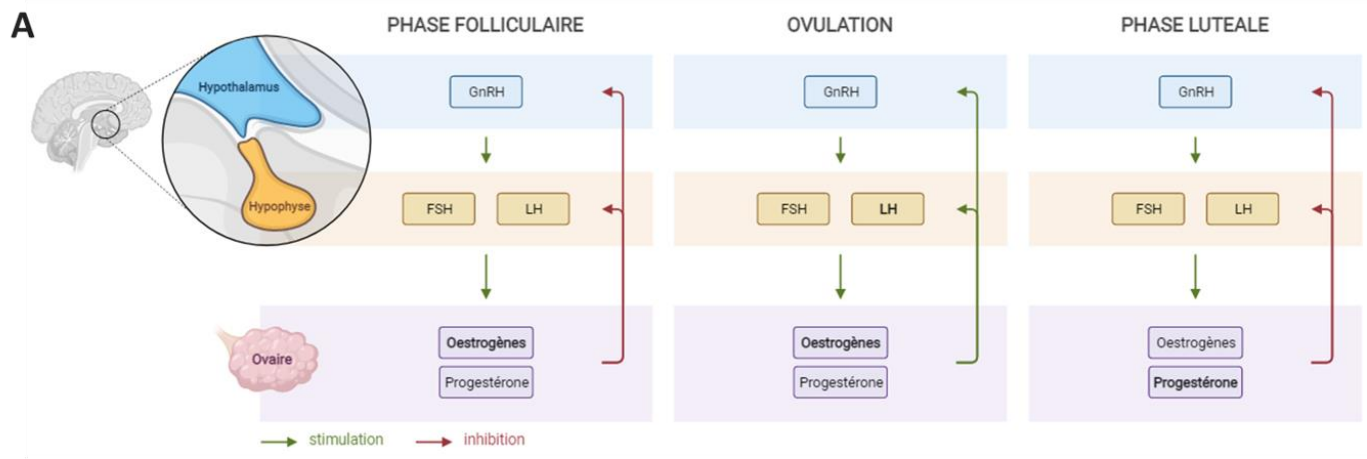 A
PHASE FOLLICULAIRE
OVULATION
PHASE LUTEALE
Hypothalamus
GnRH
GnRH
GnRH
Hypophyse
FSH
LH
FSH
LH
FSH
LH
Ovaire
Oestrogènes
Progestérone
Oestrogènes
Progestérone
Oestrogènes
Progestérone
stimulation
inhibition